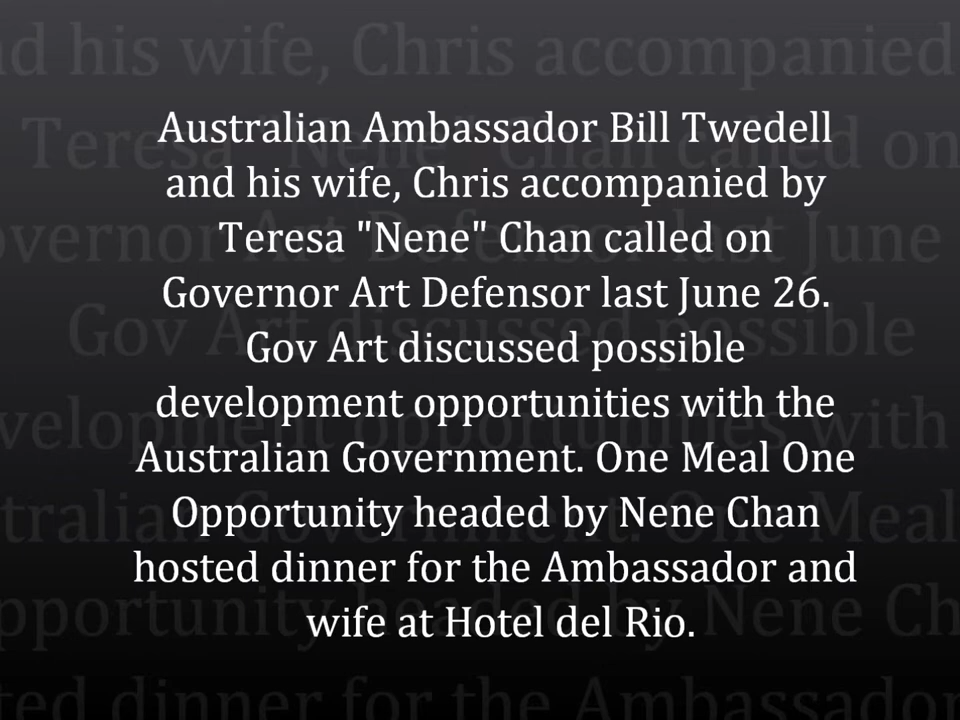 Australian Ambassador Bill Twedell
and his wife, Chris accompanied by
Teresa "Nene" Chan called on
Governor Art Defensor last June 26.
Gov Art discussed possible
development opportunities with the
Australian Government. One Meal One
Opportunity headed by Nene Chan
hosted dinner for the Ambassador and
wife at Hotel del Rio.